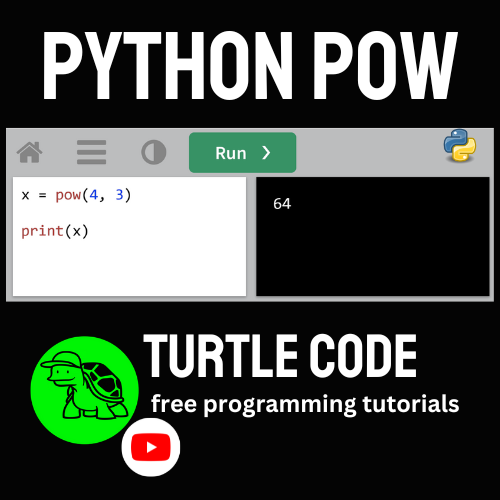 PYTHON POW
Run
x = pow(4, 3)
print(x)
64
TURTLE CODE
free programming tutorials